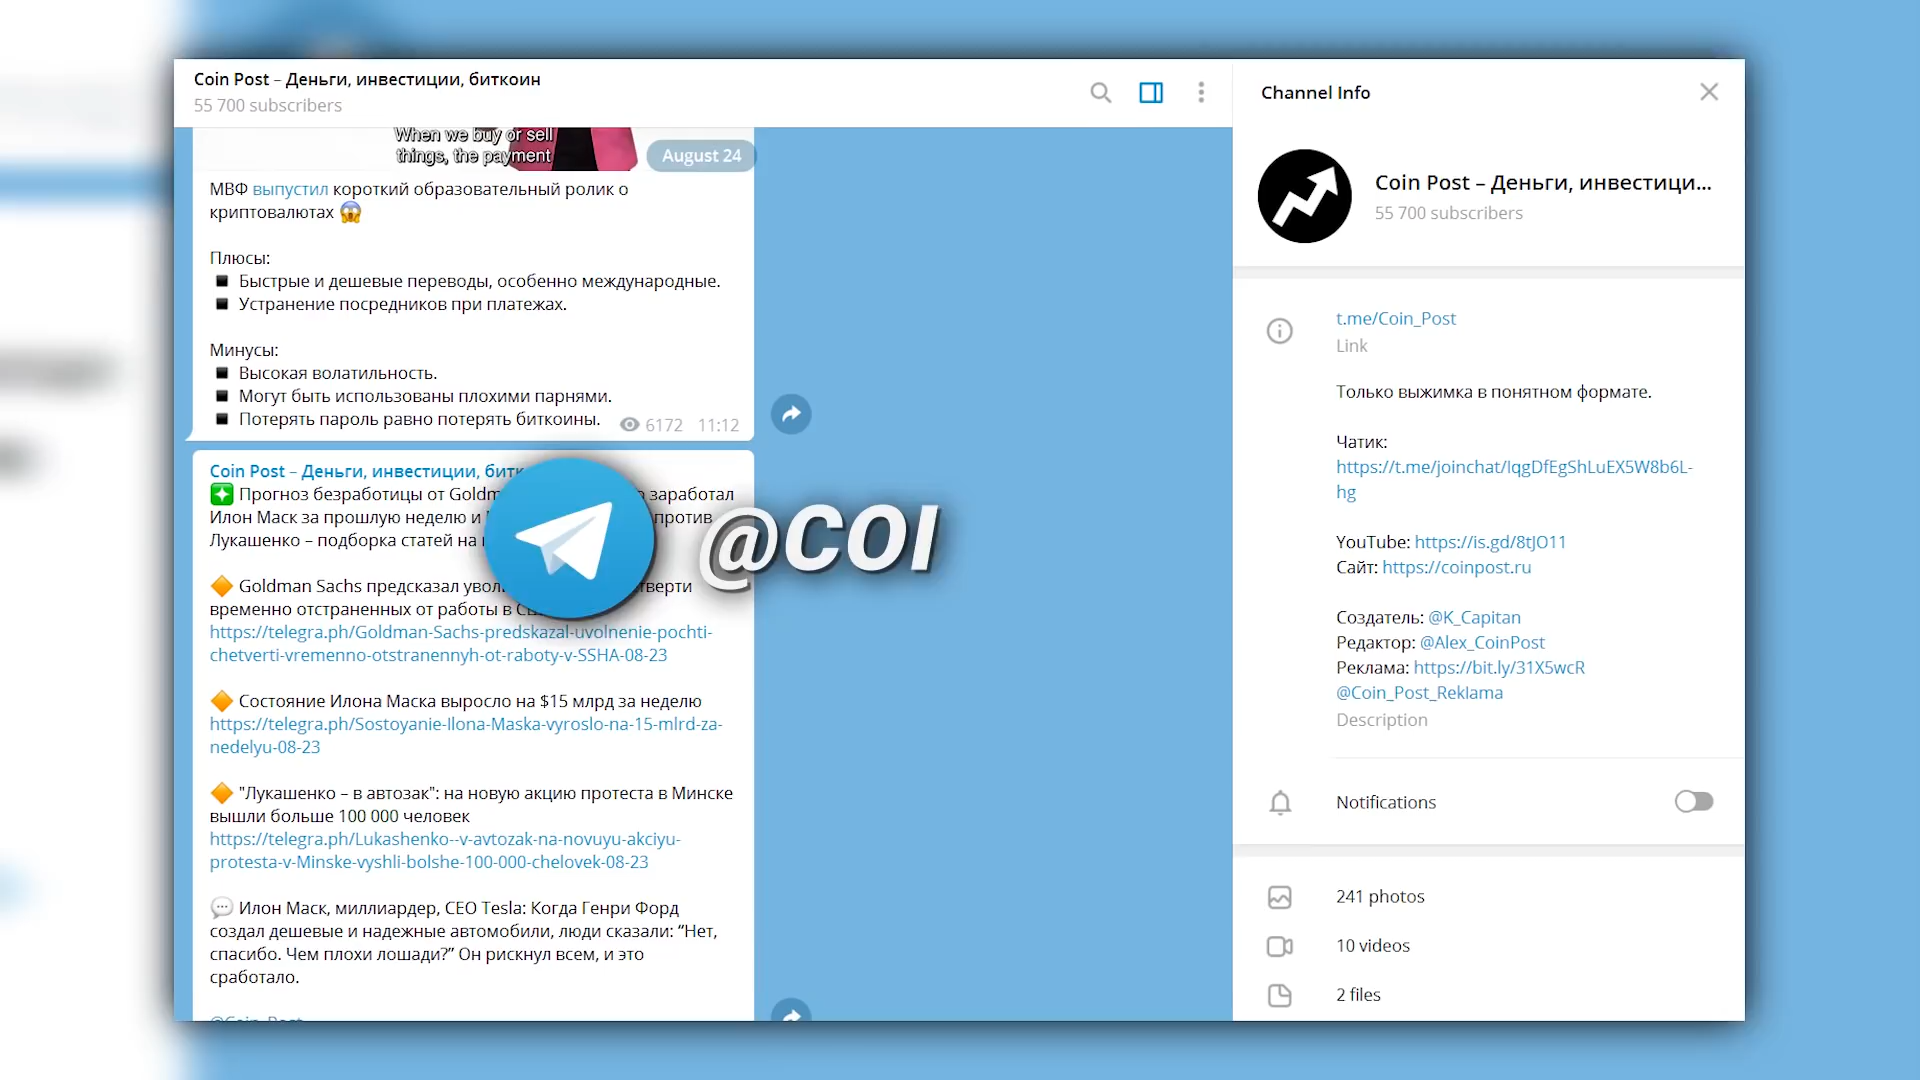 Coin Post – Деньги, инвестиции, биткоин
55 700 subscribers
When we buy or sell
things, the payment
August 24
МВФ выпустил короткий образовательный ролик о
криптовалютах
Плюсы:
Быстрые и дешевые переводы, особенно международные.
Устранение посредников при платежах.
Минусы:
Высокая волатильность.
Могут быть использованы плохими парнями.
Потерять пароль равно потерять биткоины.
6172 11:12
Coin Post – Деньги, инвестиции,
Прогноз безработицы от заработал
Илон Маск за прошлую неделю и против
Лукашенко – подборка статей на
Goldman Sachs предсказал
временно отстраненных от работы в
https://telegra.ph/Goldman-Sachs-predskazal-uvolnenie-pochti-
chetverti-vremenno-otstranennyh-ot-raboty-v-SSHA-08-23
Состояние Илона Маска выросло на $15 млрд за неделю
https://telegra.ph/Sostoyanie-Ilona-Maska-vyroslo-na-15-mlrd-za-
nedelyu-08-23
"Лукашенко – в автозак": на новую акцию протеста в Минске
вышли больше 100 000 человек
https://telegra.ph/Lukashenko--v-avtozak-na-novuyu-akciyu-
protesta-v-Minske-vyshli-bolshe-100-000-chelovek-08-23
Илон Маск, миллиардер, CEO Tesla: Когда Генри Форд
создал дешевые и надежные автомобили, люди сказали: “Нет,
спасибо. Чем плохи лошади?” Он рискнул всем, и это
сработало.
@COI
Channel Info
Coin Post – Деньги, инвестици...
55 700 subscribers
t.me/Coin_Post
Link
Только выжимка в понятном формате.
Чатик:
https://t.me/joinchat/IqgDfEgShLuEX5W8b6L-
hg
YouTube: https://is.gd/8tJO11
Сайт: https://coinpost.ru
Создатель: @K_Capitan
Редактор: @Alex_CoinPost
Реклама: https://bit.ly/31X5wcR
@Coin_Post_Reklama
Description
Notifications
241 photos
10 videos
2 files